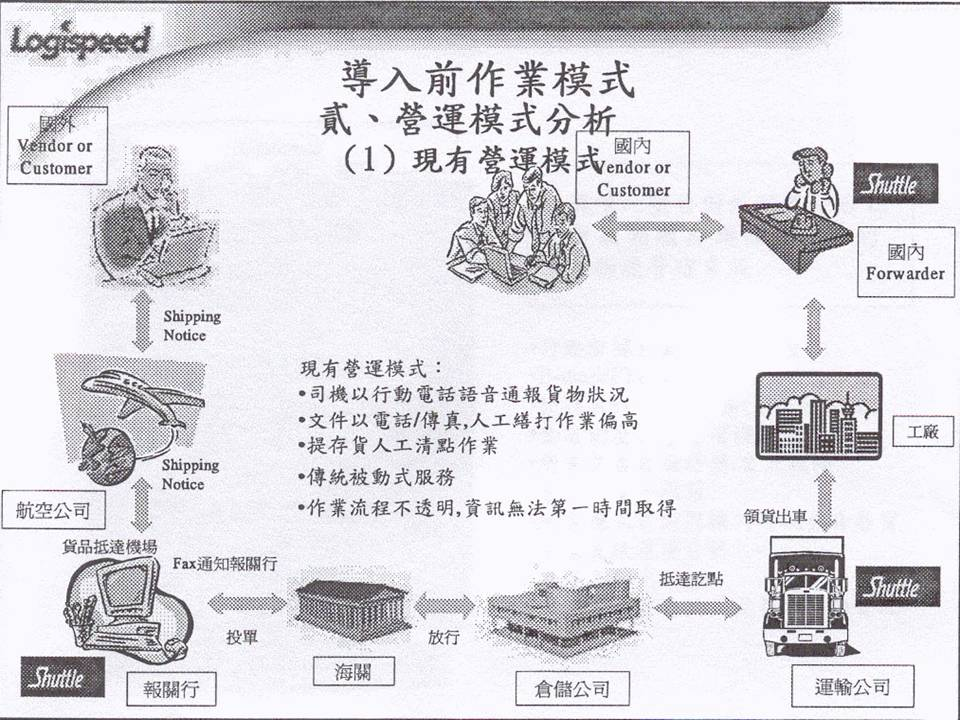 Logispeed
導入前作業模式
貳、營運模式分析
(1) 現有營運模式
國外
Vendor or
Customer
國內
Vendor or
Customer
Shuttle
國內
Forwarder
Shipping
Notice
現有營運模式：
•司機以行動電話語音通報貨物狀況
•文件以電話/傳真,人工繕打作業偏高
•提存貨人工清點作業
•傳統被動式服務
•作業流程不透明,資訊無法第一時間取得
工廠
Shipping
Notice
航空公司
領貨出車
貨品抵達機場
Fax通知報關行
抵達訖點
Shuttle
投單
放行
海關
Shuttle
報關行
倉儲公司
運輸公司